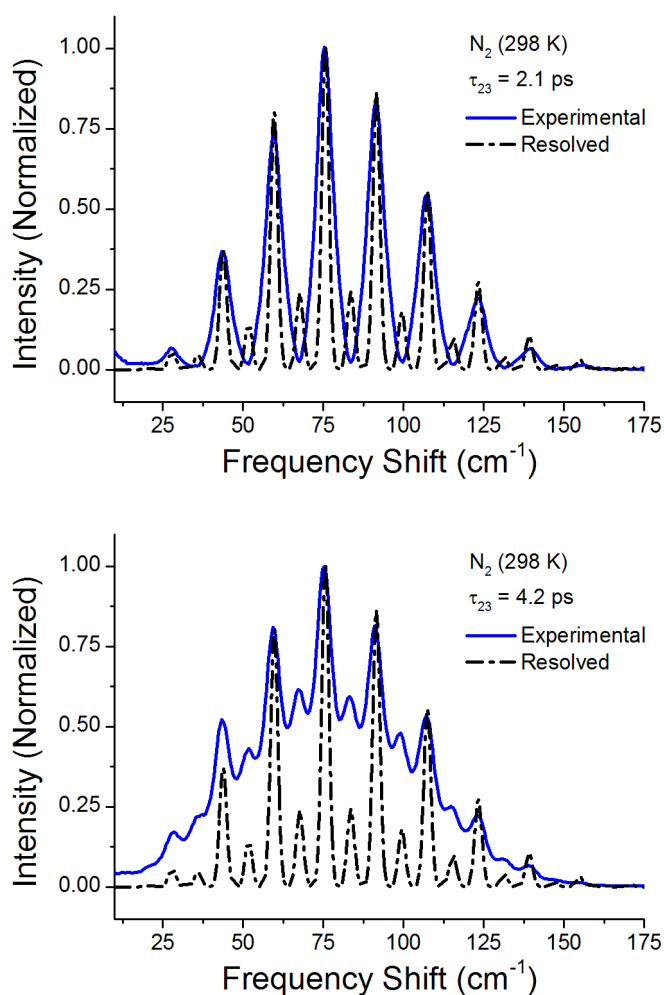 1.00
0.75
0.50
0.25
0.00
Intensity (Normalized)
N₂ (298 K)
τ₂₃ = 2.1 ps
Experimental
Resolved
25 50 75 100 125 150 175
Frequency Shift (cm⁻¹)
1.00
0.75
0.50
0.25
0.00
Intensity (Normalized)
N₂ (298 K)
τ₂₃ = 4.2 ps
Experimental
Resolved
25 50 75 100 125 150 175
Frequency Shift (cm⁻¹)